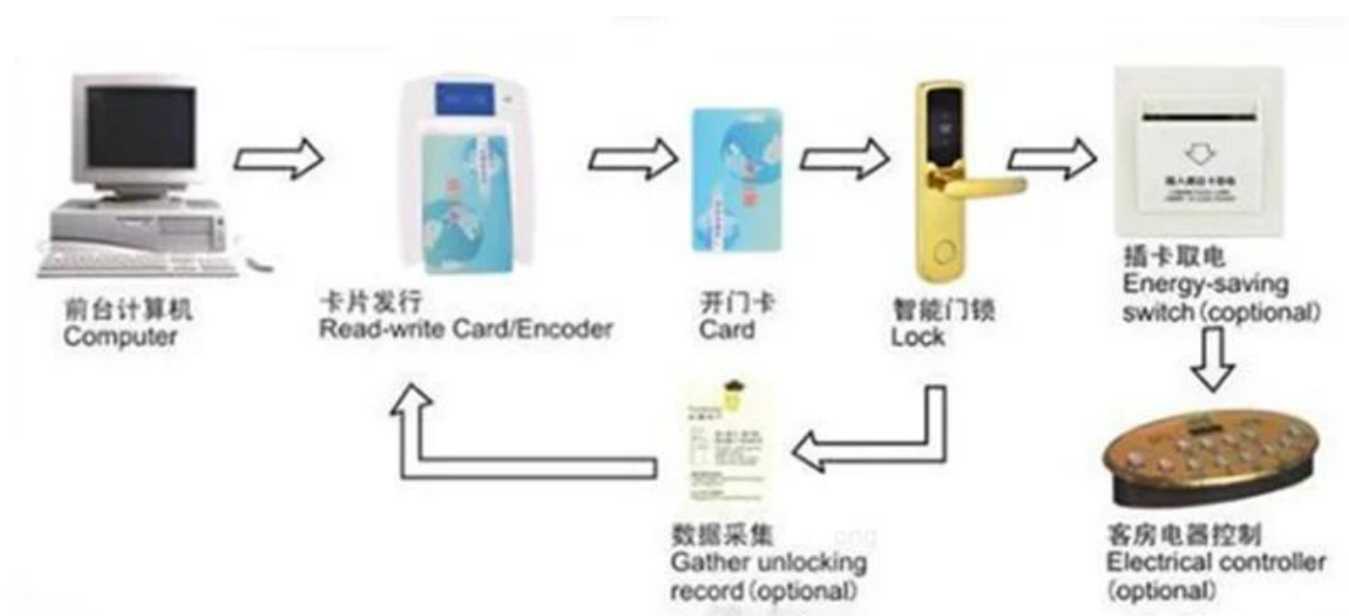 前台计算机
Computer
卡片发行
Read-write Card/Encoder
开门卡
Card
智能门锁
Lock
插卡取电
Energy-saving
switch(coptional)
数据采集
Gather unlocking
record(optional)
客房电器控制
Electrical controller
(optional)